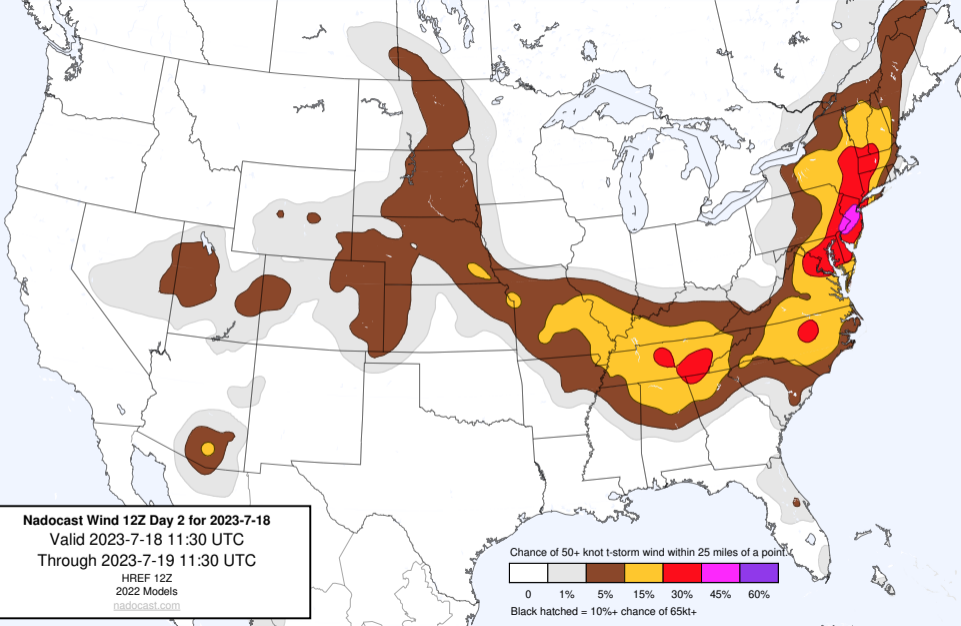 Nadocast Wind 12Z Day 2 for 2023-7-18
Valid 2023-7-18 11:30 UTC
Through 2023-7-19 11:30 UTC
HREF 12Z
2022 Models
nadocast.com
Chance of 50+ knot t-storm wind within 25 miles of a point.
0 1% 5% 15% 30% 45% 60%
Black hatched = 10%+ chance of 65kt+